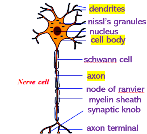 dendrites
nissl's granules
nucleus
cell body
schwann cell
Nerve cell
axon
node of ranvier
myelin sheath
synaptic knob
axon terminal